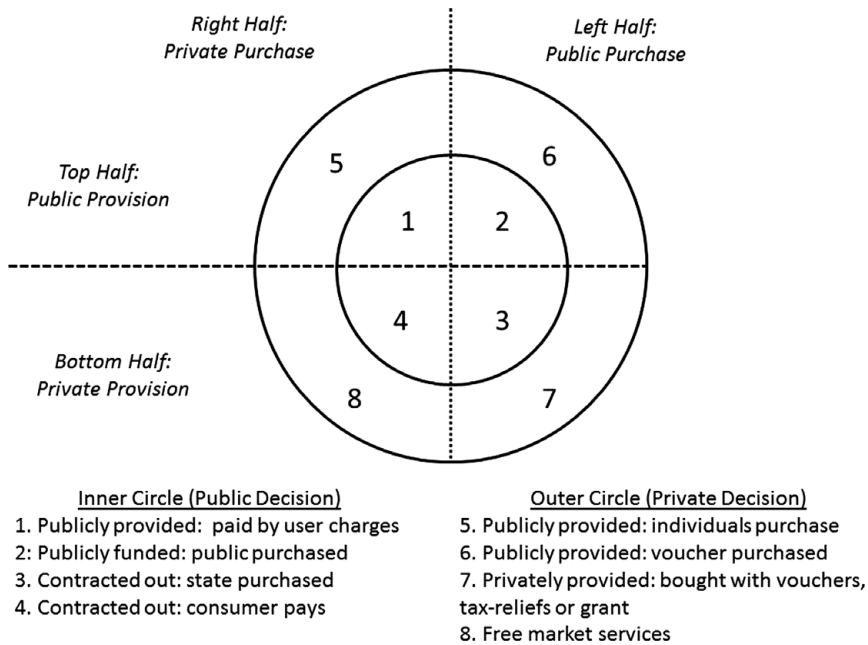 Right Half:
Private Purchase
Left Half:
Public Purchase
Top Half:
Public Provision
5
6
1
2
4
3
Bottom Half:
Private Provision
8
7
Inner Circle (Public Decision)
1. Publicly provided: paid by user charges
2: Publicly funded: public purchased
3. Contracted out: state purchased
4. Contracted out: consumer pays
Outer Circle (Private Decision)
5. Publicly provided: individuals purchase
6. Publicly provided: voucher purchased
7. Privately provided: bought with vouchers,
tax-reliefs or grant
8. Free market services